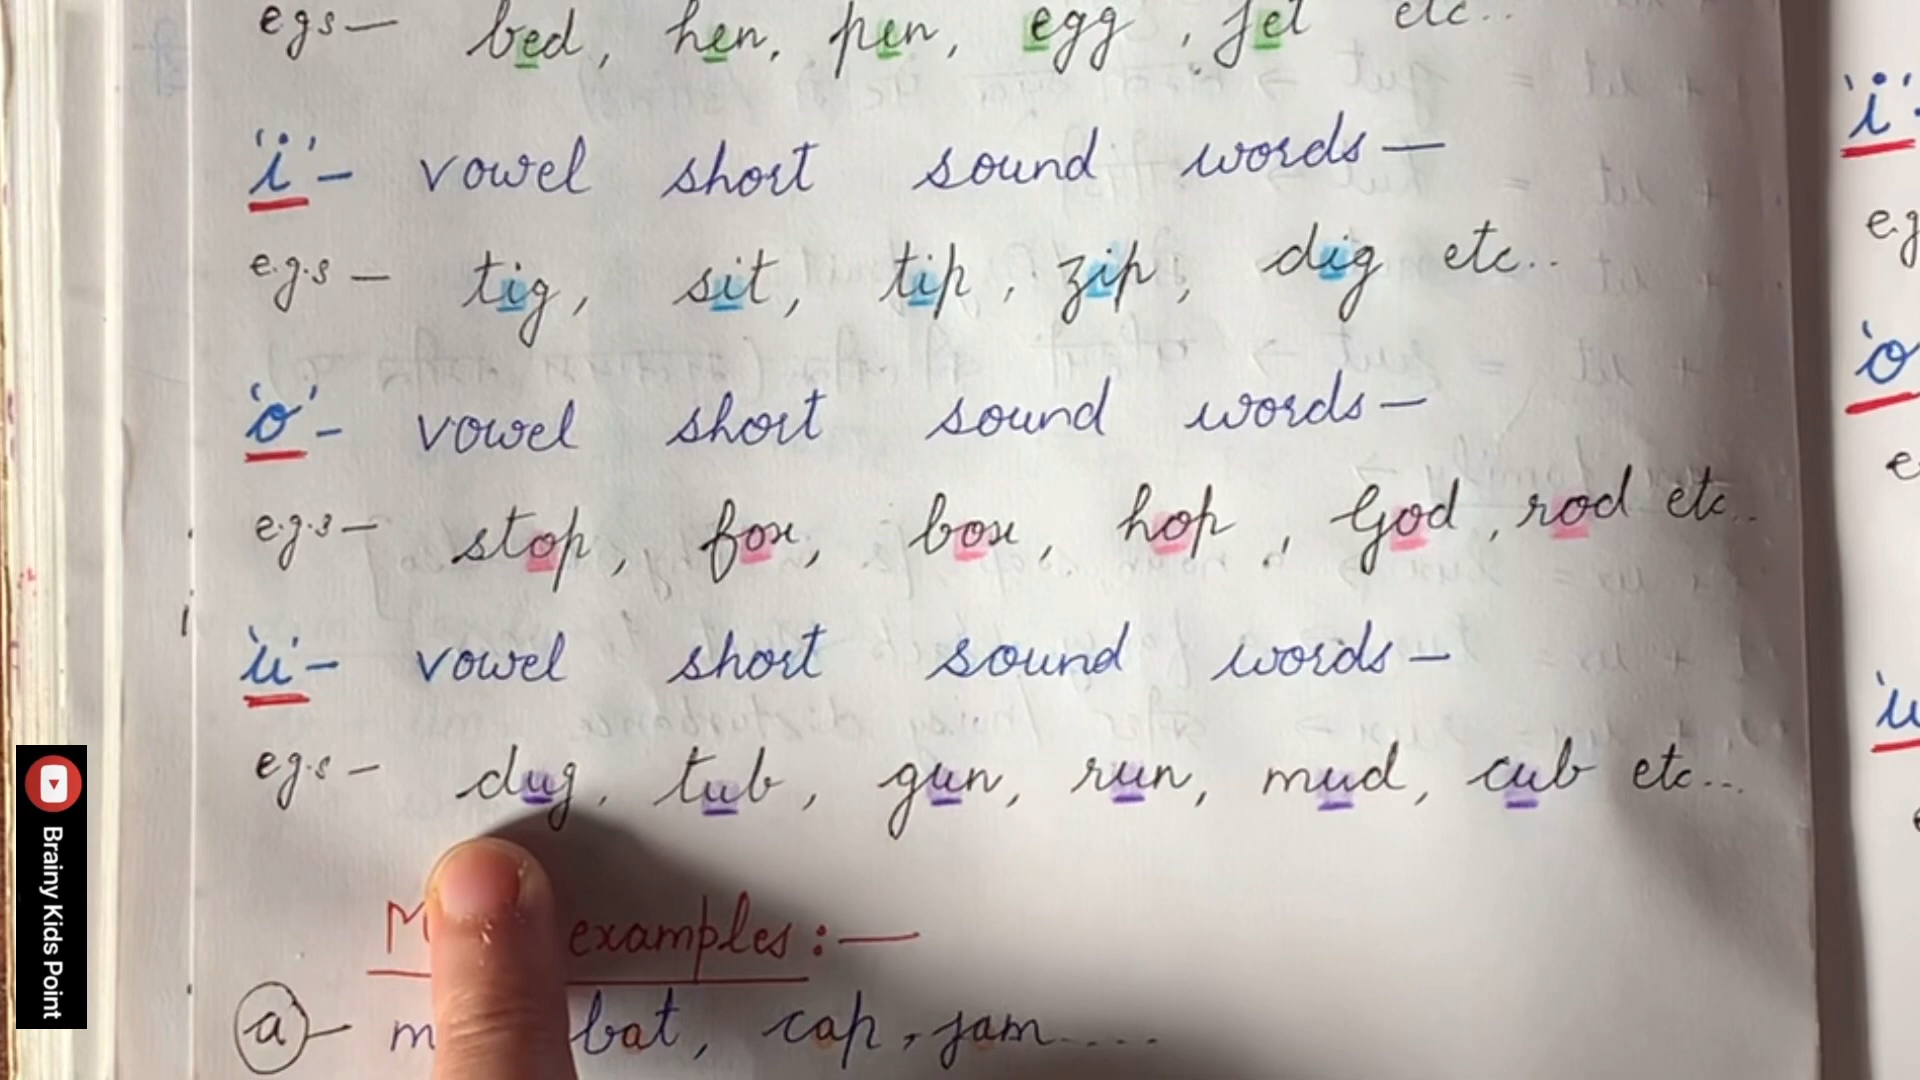 egs— bed, hen, pen, egg, jet etc..
'i'— vowel short sound words—
e.g.s— tig, sit, tip, zip, dig etc..
'o'— vowel short sound words—
e.g.s— stop, fox, box, hop, God, rod etc..
'u'— vowel short sound words—
eg.s— dug, tub, gun, run, mud, cub etc...
examples:—
a— bat, cap, jam....
'i'
e.g
'o'
'u
Brainy Kids Point